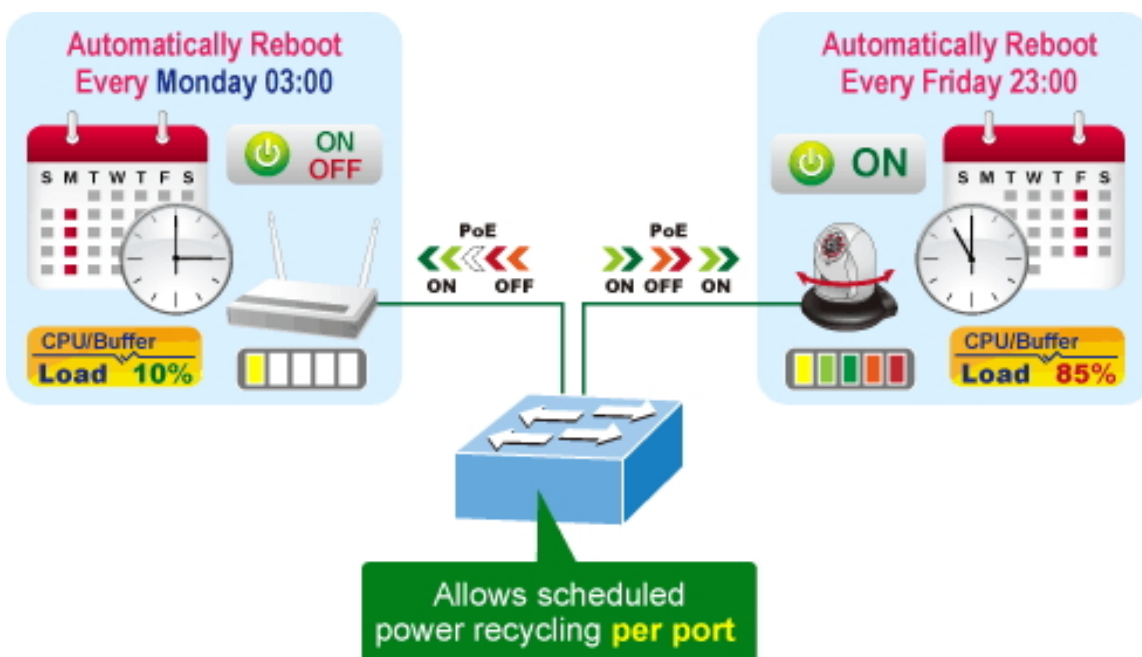 Automatically Reboot
Every Monday 03:00
S M T W T F S
ON
OFF
CPU/Buffer
Load 10%
PoE
ON OFF
PoE
ON OFF ON
Automatically Reboot
Every Friday 23:00
ON
S M T W T F S
CPU/Buffer
Load 85%
Allows scheduled
power recycling per port